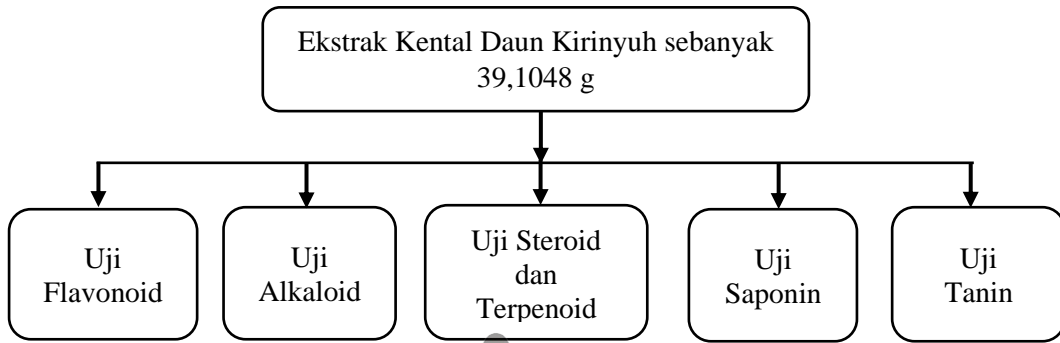 Ekstrak Kental Daun Kirinyuh sebanyak
39,1048 g
Uji
Flavonoid
Uji
Alkaloid
Uji Steroid
dan
Terpenoid
Uji
Saponin
Uji
Tanin